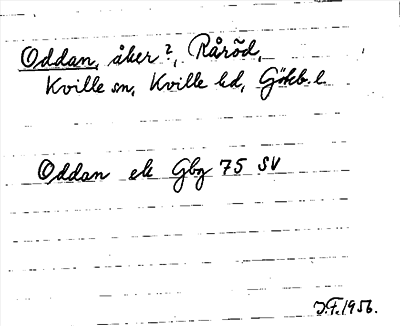 Oddan, åker?, Råröd,
Kville sn, Kville hd, Göteb. l
Oddan ek Gbg 75 SV
J.F. 1956.